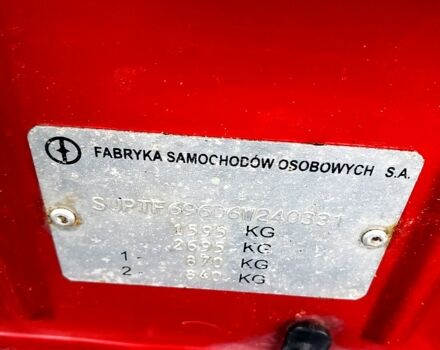 FABRYKA SAMOCHODÓW OSOBOWYCH S.A.
1595 KG
2695 KG
1 - 870 KG
2 - 840 KG